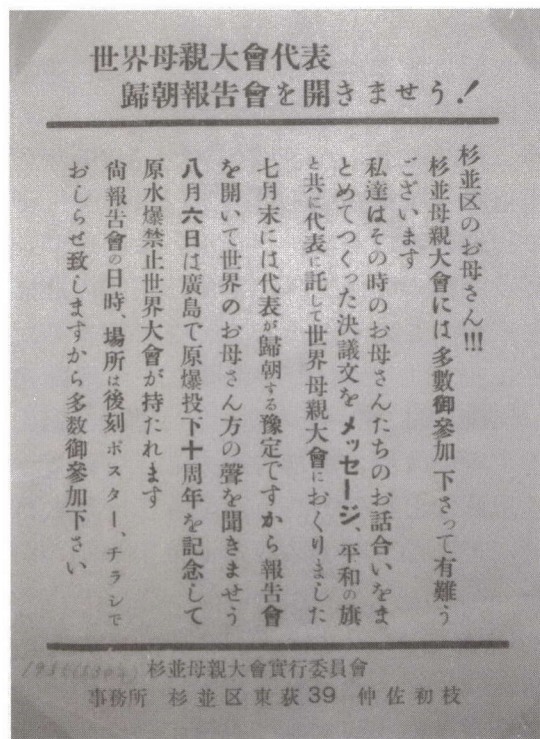 世界母親大會代表
歸朝報告會を開きませう！
杉並区のお母さん!!!
杉並母親大會には多數御參加下さって有難う
ございます
私達はその時のお母さんたちのお話合いをま
とめてつくった決議文をメッセージ、平和の旗
と共に代表に託して世界母親大會におくりました
七月末には代表が歸朝する豫定ですから報告會
を開いて世界のお母さん方の聲を聞きませう
八月六日は廣島で原爆投下十周年を記念して
原水爆禁止世界大會が持たれます
尙報告會の日時、場所は後刻ポスター、チラシで
おしらせ致しますから多数御參加下さい
杉並母親大會實行委員會
事務所 杉並区東荻39 仲佐初枝